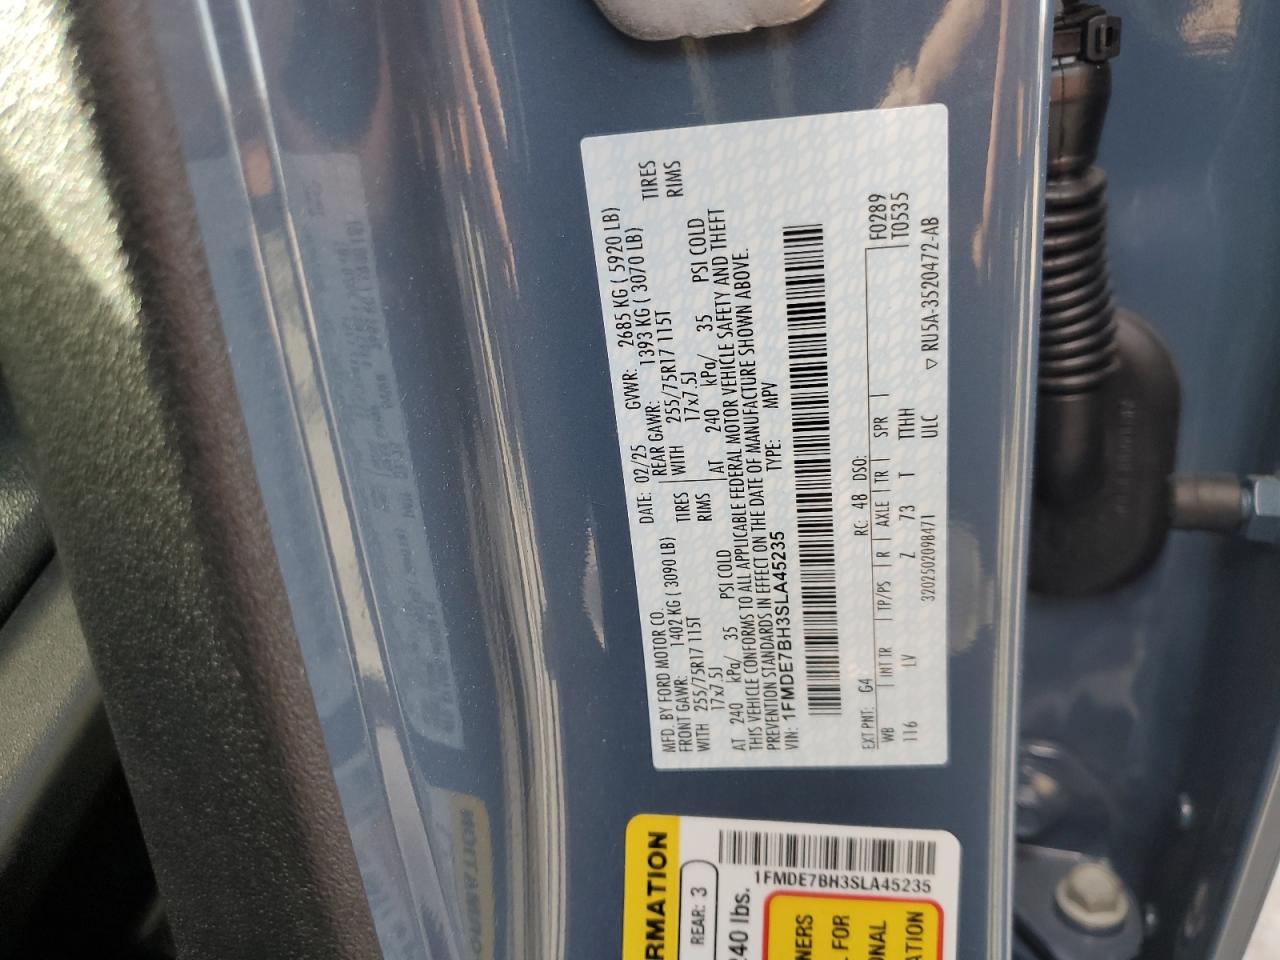 MFD. BY FORD MOTOR CO. DATE: 02/25 GVWR: 2685 KG ( 5920 LB)
FRONT GAWR: 1402 KG ( 3090 LB) REAR GAWR: 1393 KG ( 3070 LB)
WITH 255/75R17 115T TIRES WITH 255/75R17 115T TIRES
17x7.5J RIMS 17x7.5J RIMS
AT 240 kPa/ 35 PSI COLD AT 240 kPa/ 35 PSI COLD
THIS VEHICLE CONFORMS TO ALL APPLICABLE FEDERAL MOTOR VEHICLE SAFETY AND THEFT
PREVENTION STANDARDS IN EFFECT ON THE DATE OF MANUFACTURE SHOWN ABOVE.
VIN: 1FMDE7BH3SLA45235 TYPE: MPV
EXT PNT: G4 RC: 48 DSO: F0289
WB INT TR TP/PS R AXLE TR SPR T0535
116 LV Z 73 T TTHH
320250209B471 ULC ▽ RU5A-3520472-AB
RMATION
REAR: 3
240 lbs.
1FMDE7BH3SLA45235
NERS
FOR
NAL
ATION